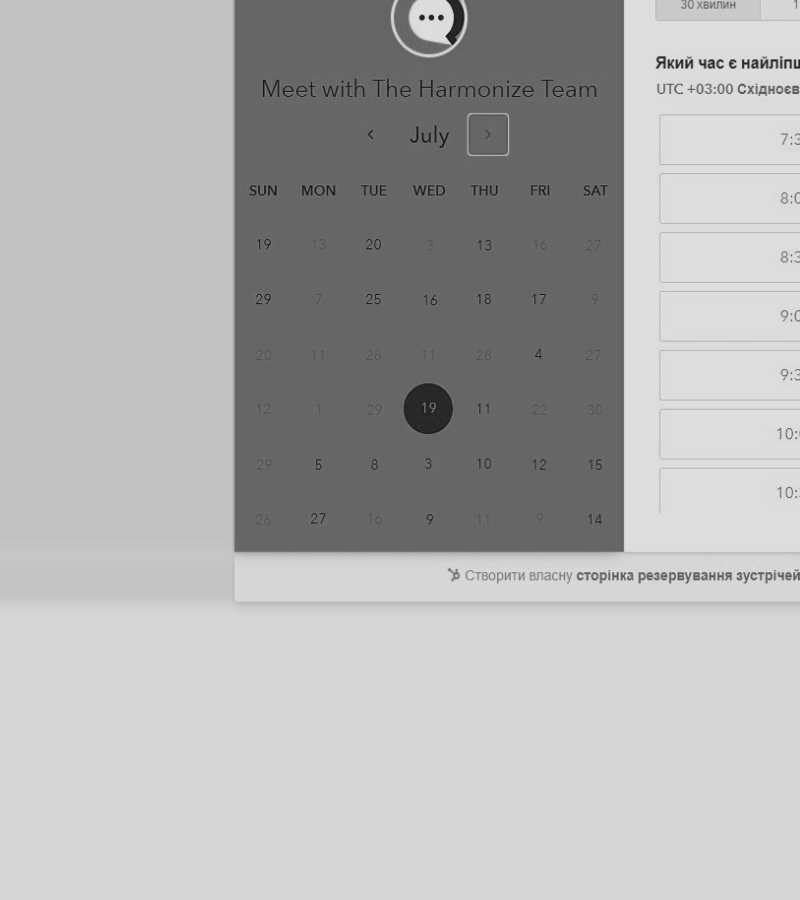 30 хвилин 1
Meet with The Harmonize Team
July
SUN MON TUE WED THU FRI SAT
19 13 20 3 13 16 27
29 7 25 16 18 17 9
20 11 28 11 28 4 27
12 1 29 19 11 22 30
29 5 8 3 10 12 15
26 27 16 9 11 9 14
Який час є найліпш
UTC +03:00 Східноєв
7:3
8:0
8:3
9:0
9:3
10:
10:
Створити власну сторінка резервування зустрічей